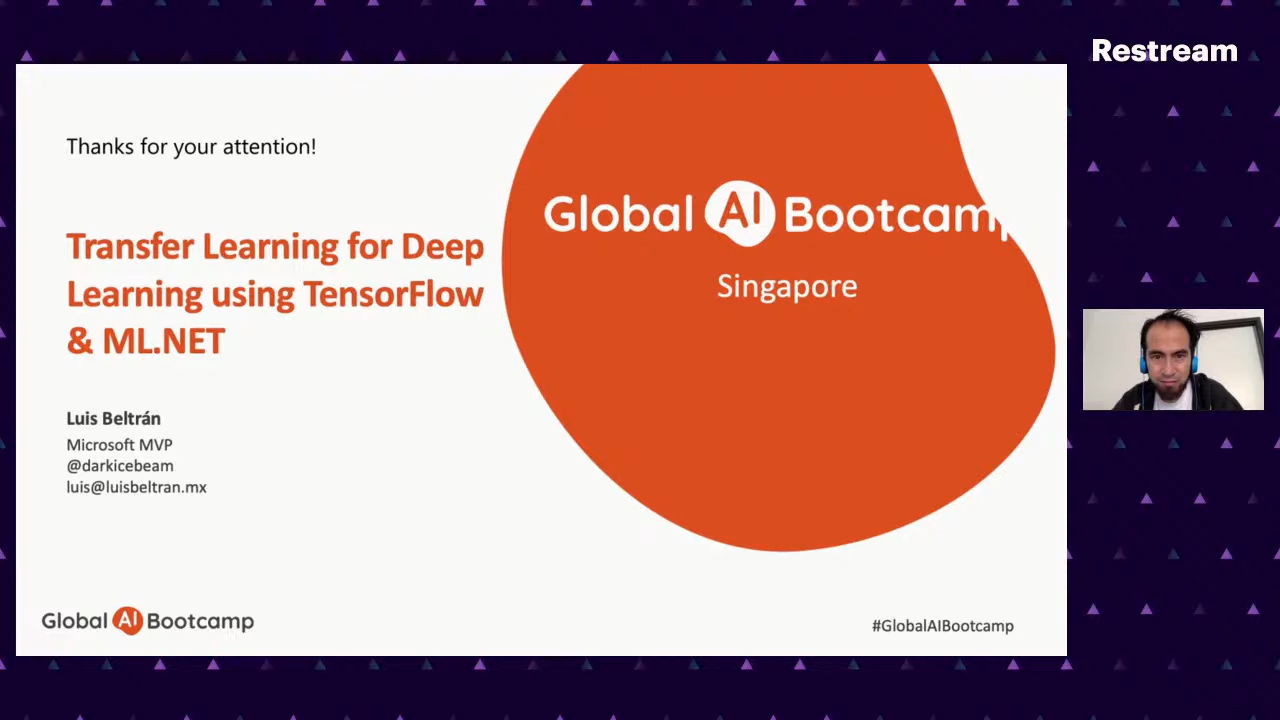 Restream
Thanks for your attention!
Global AI Bootcamp
Singapore
Transfer Learning for Deep
Learning using TensorFlow
& ML.NET
Luis Beltrán
Microsoft MVP
@darkicebeam
luis@luisbeltran.mx
Global AI Bootcamp
#GlobalAIBootcamp